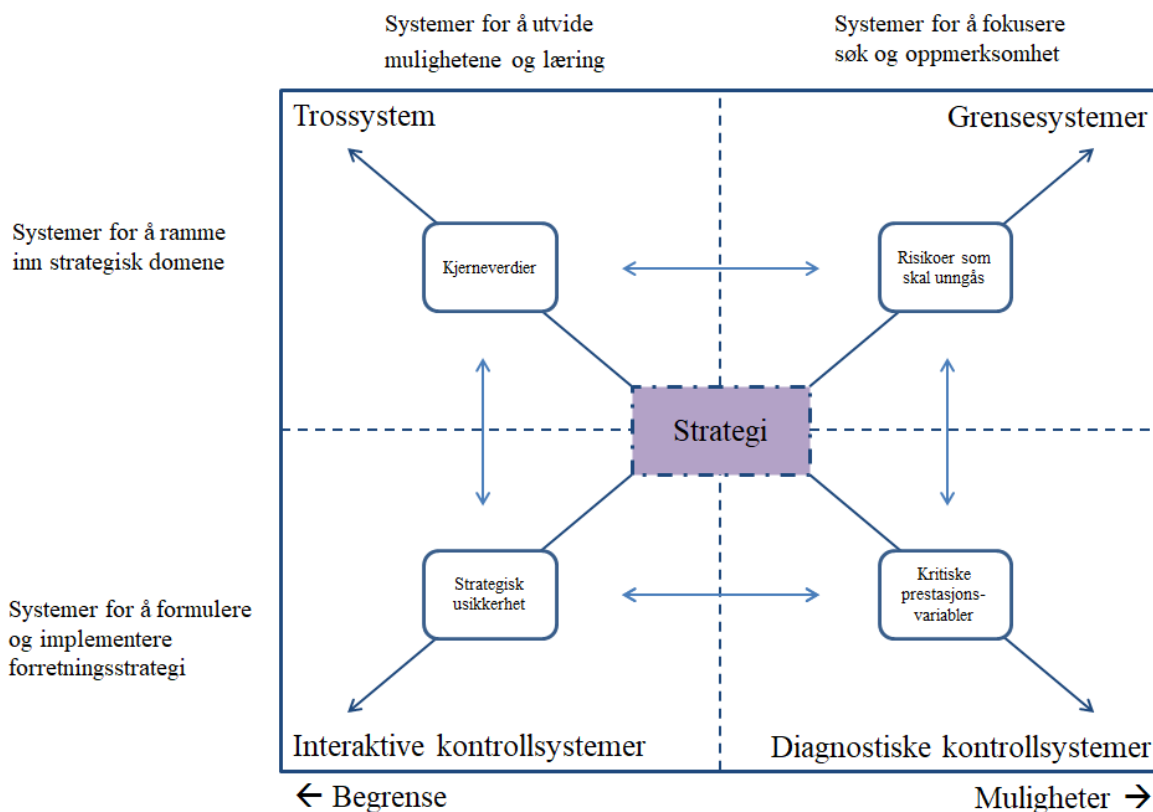 Systemer for å utvide
mulighetene og læring
Systemer for å fokusere
søk og oppmerksomhet
Trossystem
Grensesystemer
Systemer for å ramme
inn strategisk domene
Kjerneverdier
Risikoer som
skal unngås
Strategi
Systemer for å formulere
og implementere
forretningsstrategi
Strategisk
usikkerhet
Kritiske
prestasjons-
variabler
Interaktive kontrollsystemer
Diagnostiske kontrollsystemer
← Begrense
Muligheter →